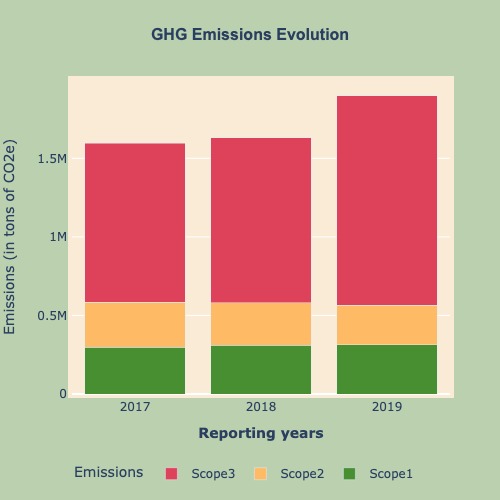 GHG Emissions Evolution
Emissions (in tons of CO2e)
1.5M
1M
0.5M
0
2017 2018 2019
Reporting years
Emissions Scope3 Scope2 Scope1